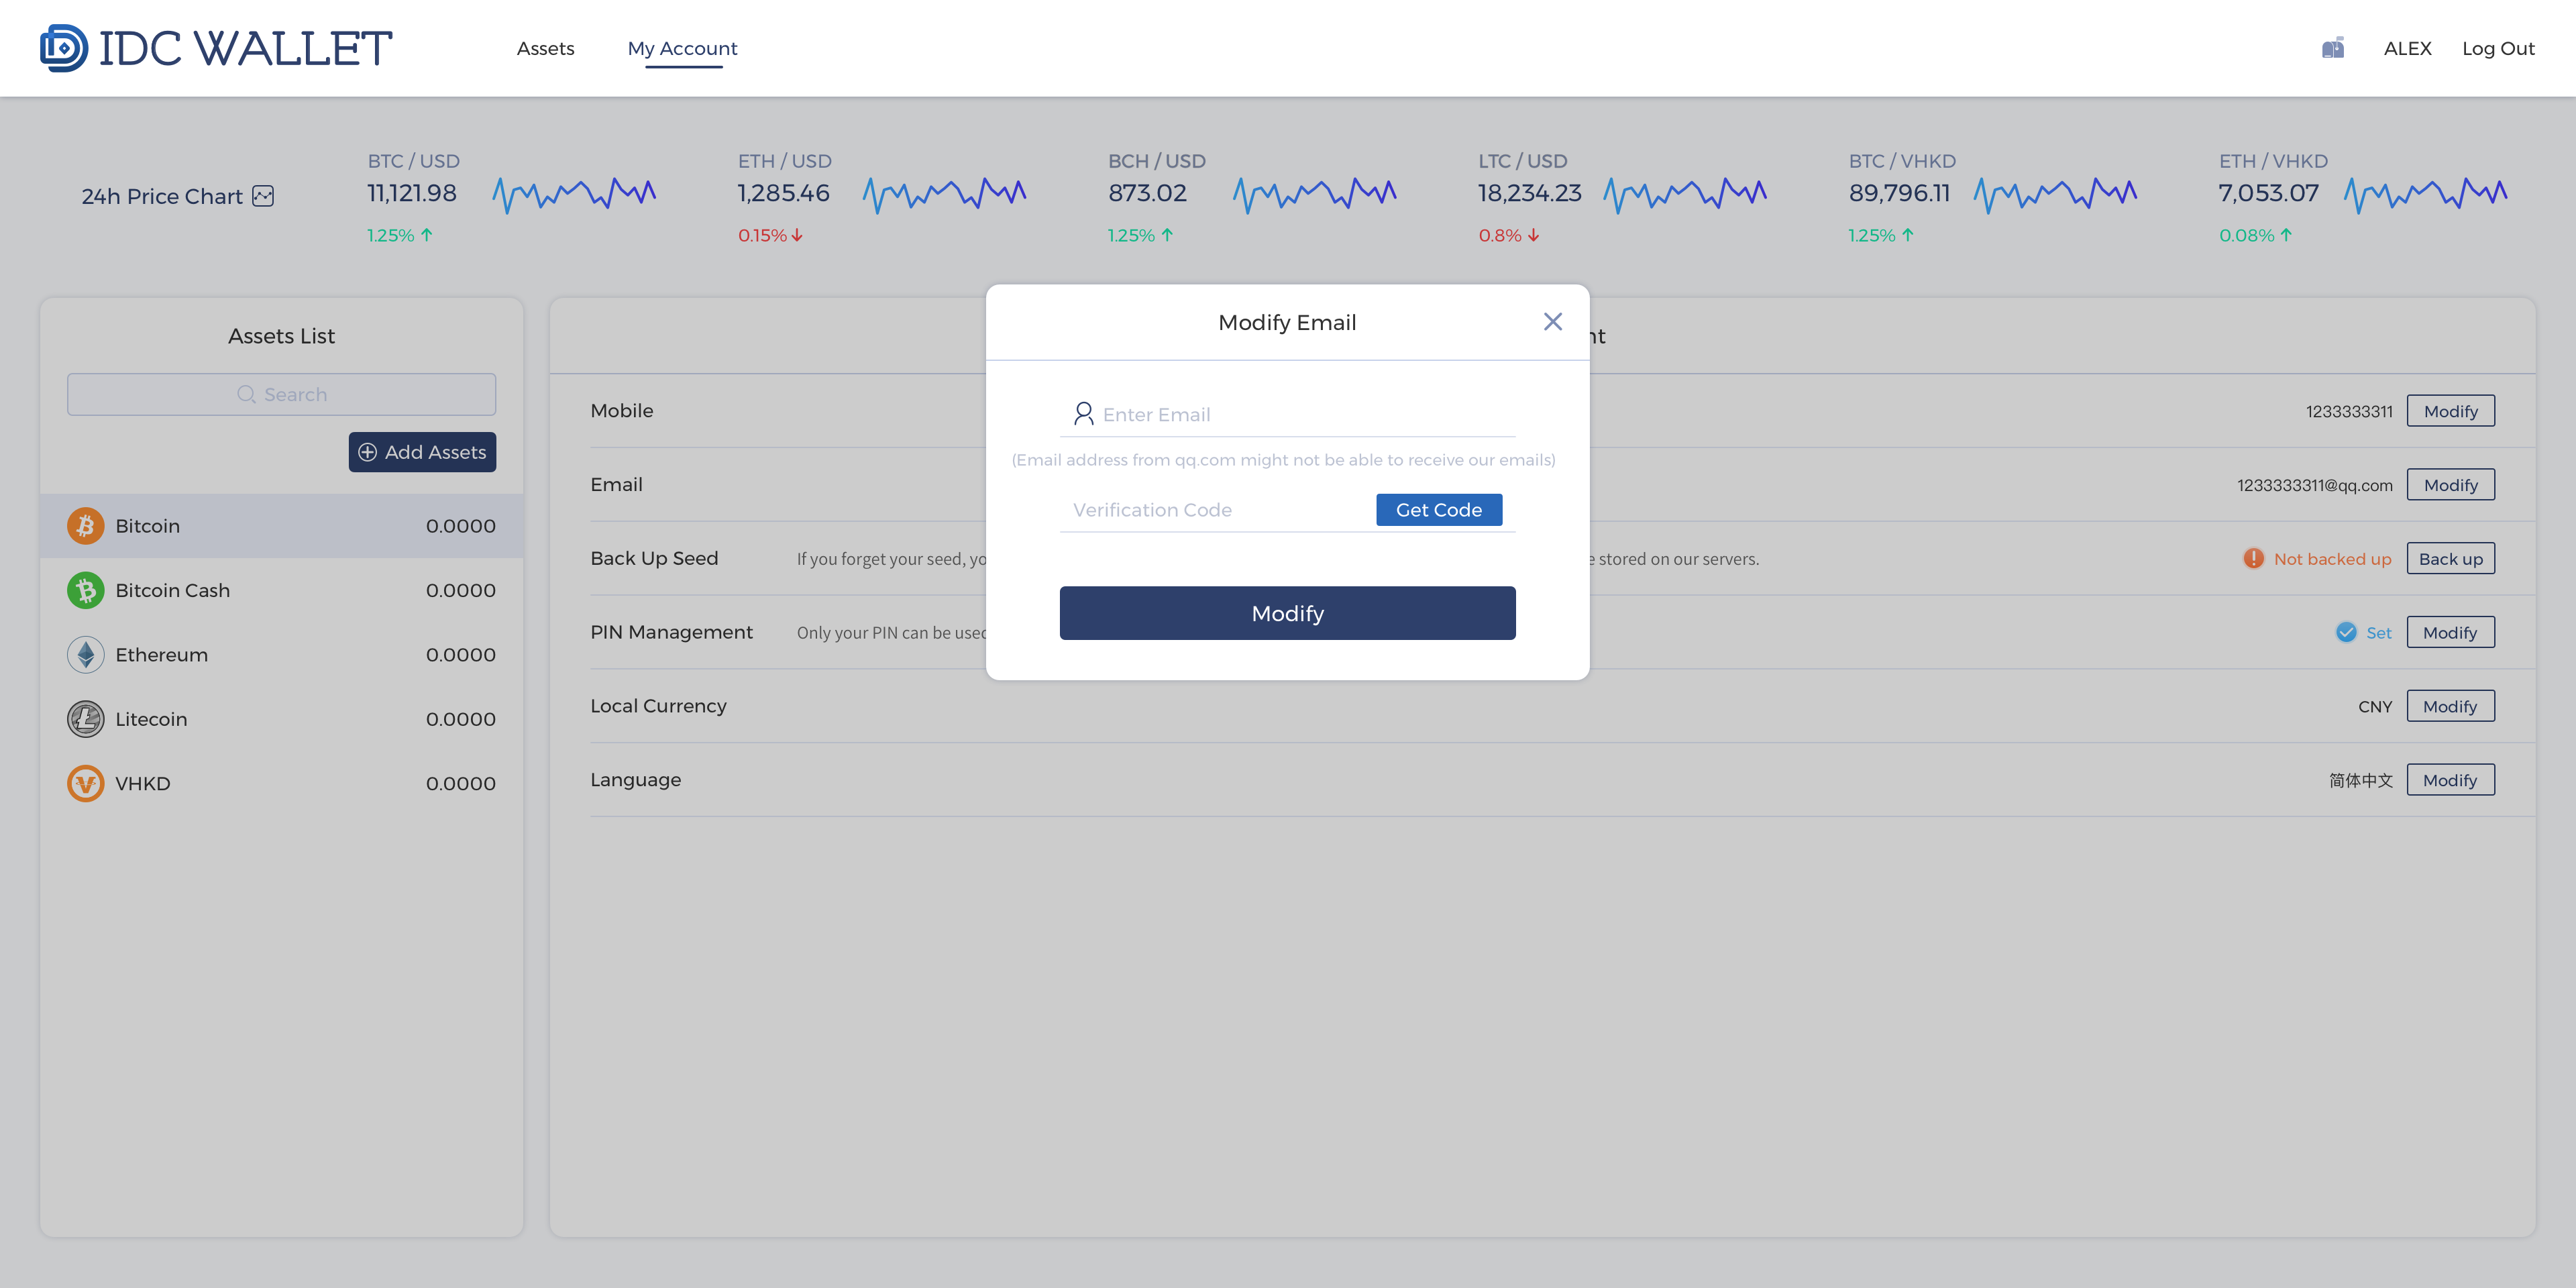 IDC WALLET
Assets
My Account
ALEX
Log Out
24h Price Chart
BTC / USD
11,121.98
1.25%
ETH / USD
1,285.46
0.15%
BCH / USD
873.02
1.25%
LTC / USD
18,234.23
0.8%
BTC / VHKD
89,796.11
1.25%
ETH / VHKD
7,053.07
0.08%
Assets List
Search
Add Assets
Bitcoin 0.0000
Bitcoin Cash 0.0000
Ethereum 0.0000
Litecoin 0.0000
VHKD 0.0000
Mobile 1233333311 Modify
Email 1233333311@qq.com Modify
Back Up Seed If you forget your seed, stored on our servers. Not backed up Back up
PIN Management Only your PIN can be Set Modify
Local Currency CNY Modify
Language 简体中文 Modify
Modify Email
Enter Email
(Email address from qq.com might not be able to receive our emails)
Verification Code Get Code
Modify